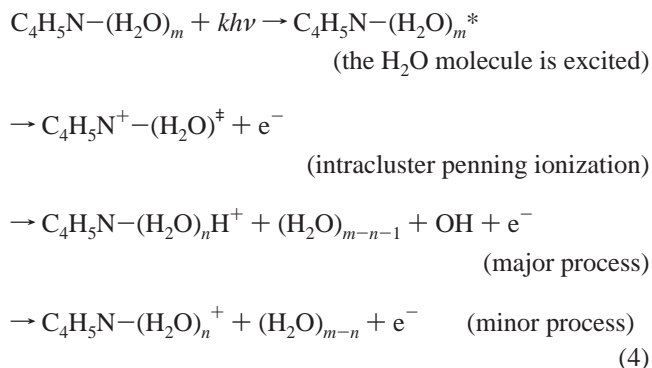 C₄H₅N−(H₂O)ₘ + khν → C₄H₅N−(H₂O)ₘ*
(the H₂O molecule is excited)
→ C₄H₅N⁺−(H₂O)‡ + e⁻
(intracluster penning ionization)
→ C₄H₅N−(H₂O)ₙH⁺ + (H₂O)ₘ₋ₙ₋₁ + OH + e⁻
(major process)
→ C₄H₅N−(H₂O)ₙ⁺ + (H₂O)ₘ₋ₙ + e⁻ (minor process)
(4)